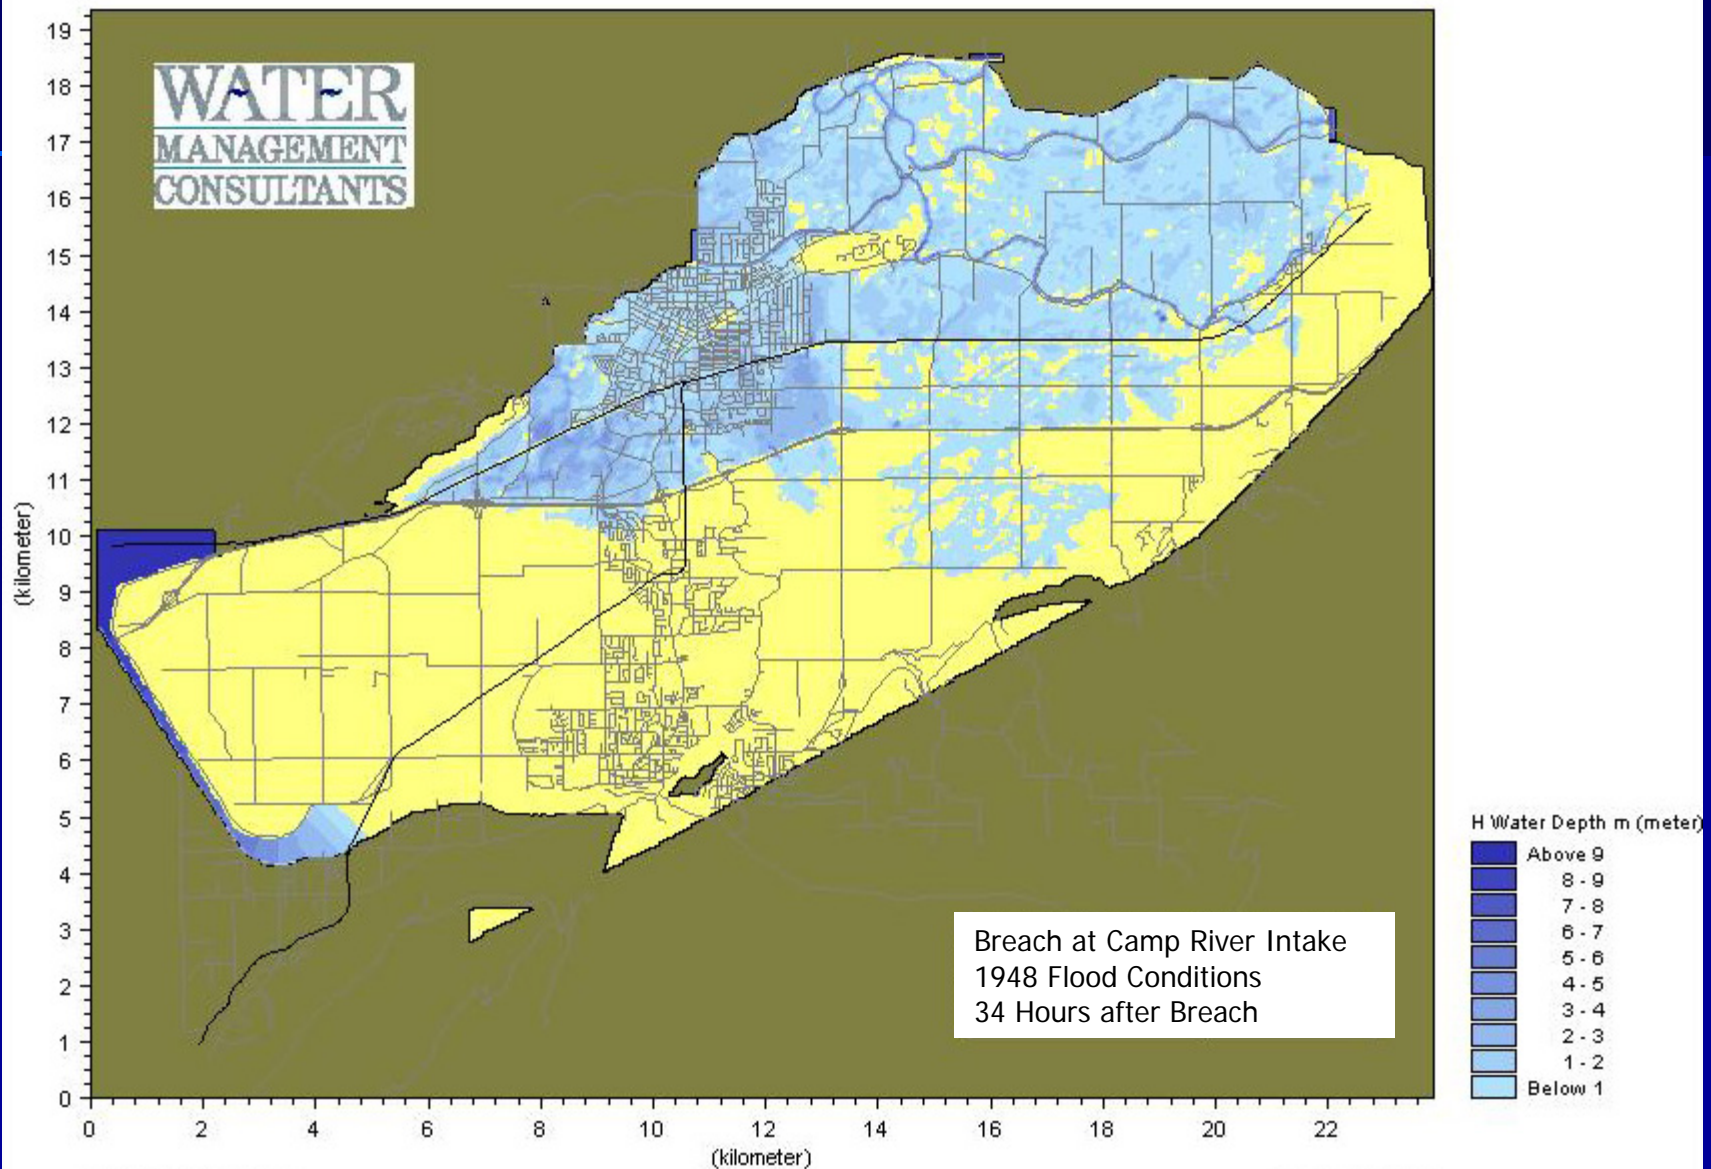 WATER
MANAGEMENT
CONSULTANTS
19
18
17
16
15
14
13
12
11
10
9
8
7
6
5
4
3
2
1
0
(kilometer)
0 2 4 6 8 10 12 14 16 18 20 22
(kilometer)
Breach at Camp River Intake
1948 Flood Conditions
34 Hours after Breach
H Water Depth m (meter)
Above 9
8 - 9
7 - 8
6 - 7
5 - 6
4 - 5
3 - 4
2 - 3
1 - 2
Below 1